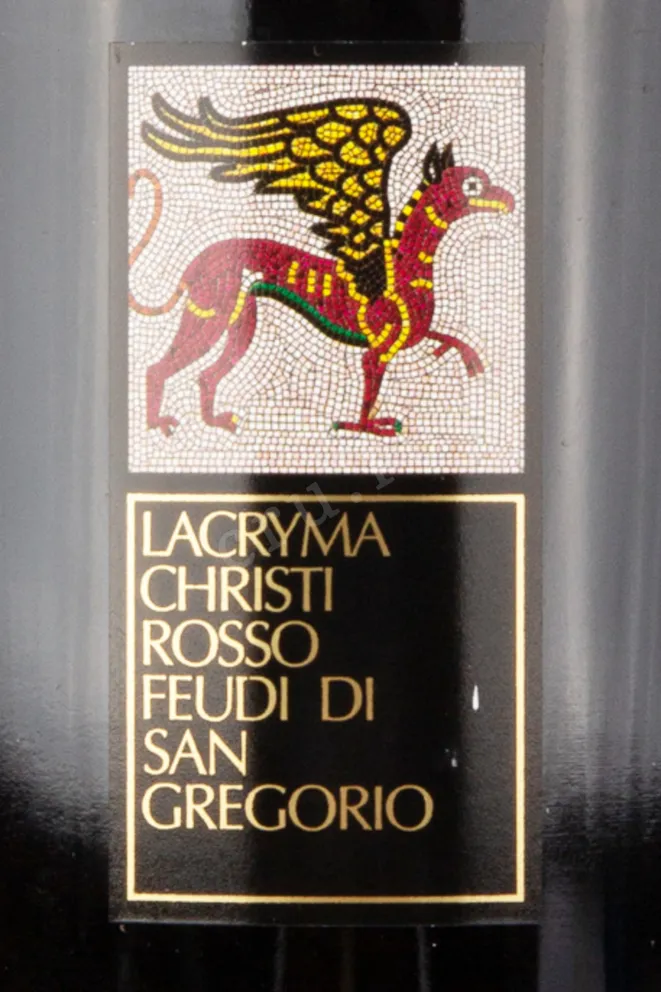 LACRYMA
CHRISTI
ROSSO
FEUDI DI
SAN
GREGORIO